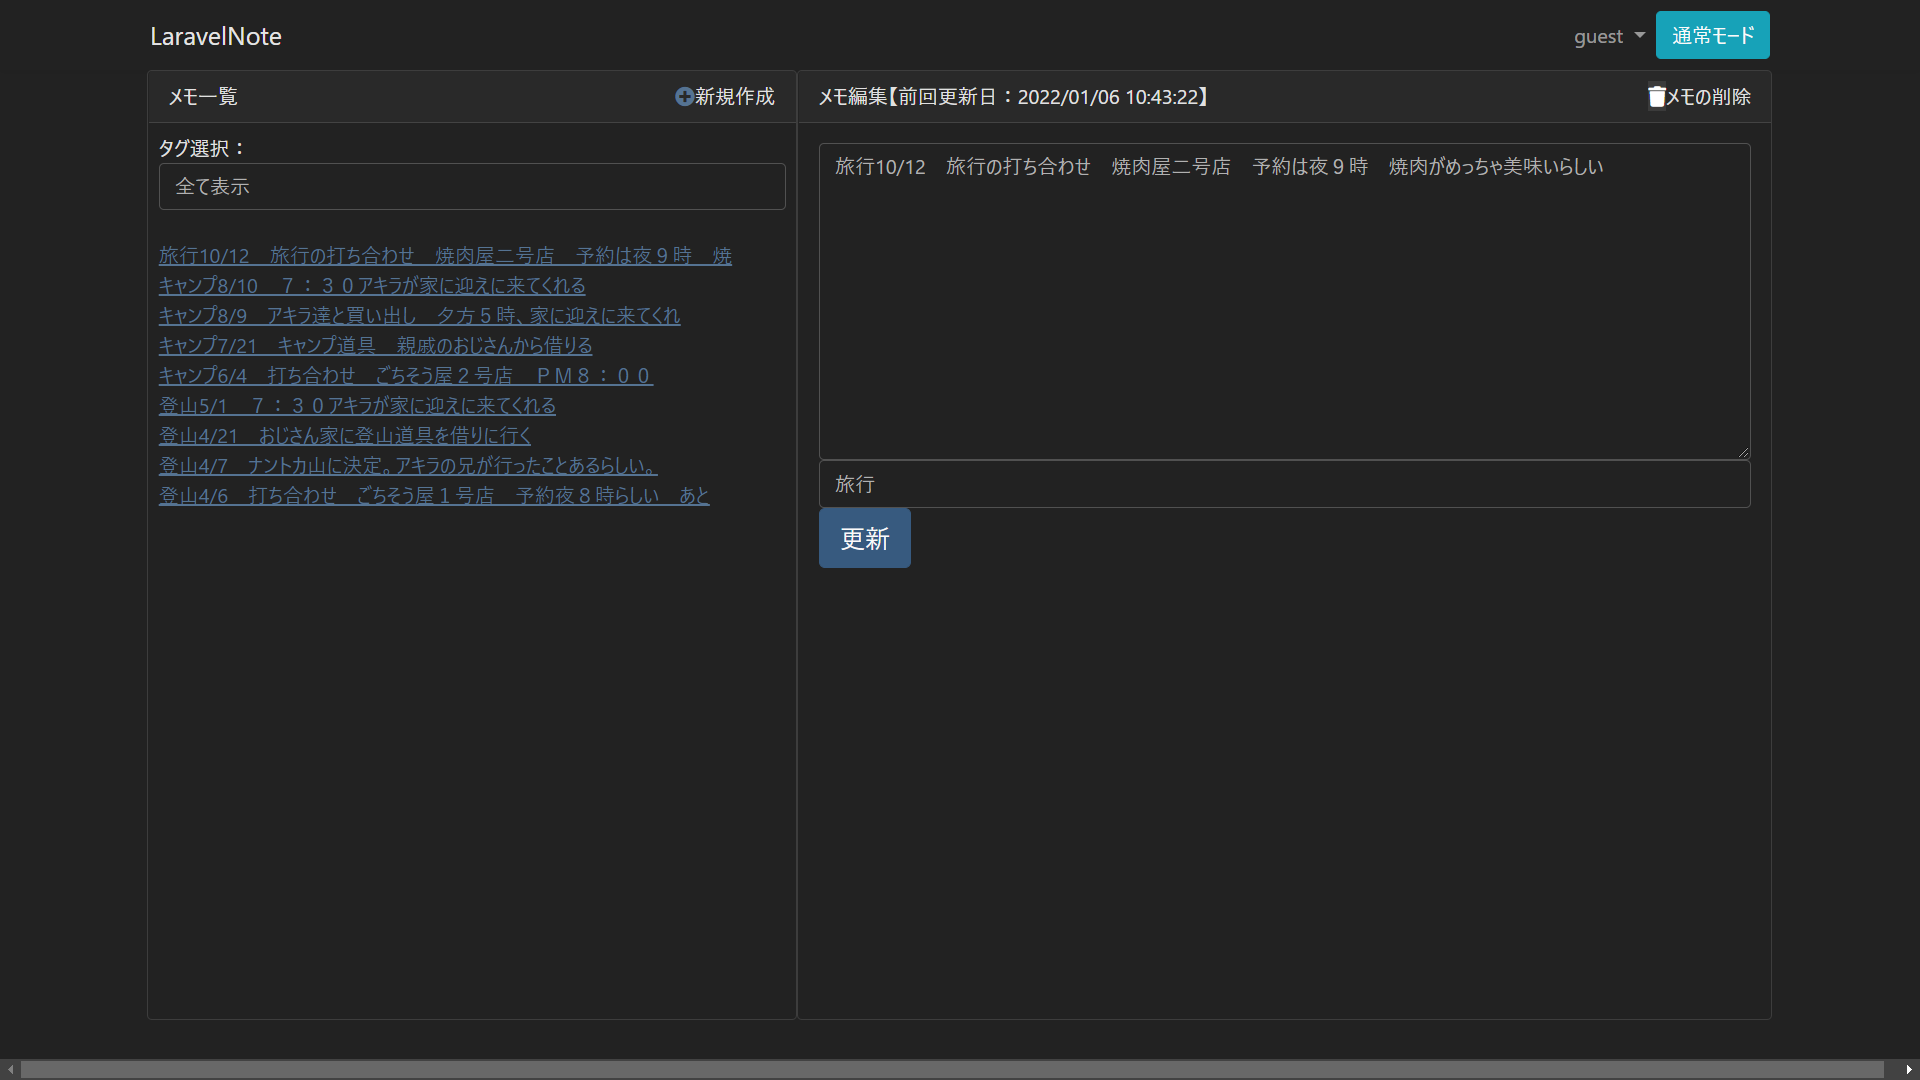 LaravelNote
guest
通常モード
メモ一覧
新規作成
タグ選択：
全て表示
旅行10/12　旅行の打ち合わせ　焼肉屋二号店　予約は夜９時　焼
キャンプ8/10　７：３０アキラが家に迎えに来てくれる
キャンプ8/9　アキラ達と買い出し　夕方５時、家に迎えに来てくれ
キャンプ7/21　キャンプ道具　親戚のおじさんから借りる
キャンプ6/4　打ち合わせ　ごちそう屋２号店　ＰＭ８：００
登山5/1　７：３０アキラが家に迎えに来てくれる
登山4/21　おじさん家に登山道具を借りに行く
登山4/7　ナントカ山に決定。アキラの兄が行ったことあるらしい。
登山4/6　打ち合わせ　ごちそう屋１号店　予約夜８時らしい　あと
メモ編集【前回更新日：2022/01/06 10:43:22】
メモの削除
旅行10/12　旅行の打ち合わせ　焼肉屋二号店　予約は夜９時　焼肉がめっちゃ美味いらしい
旅行
更新